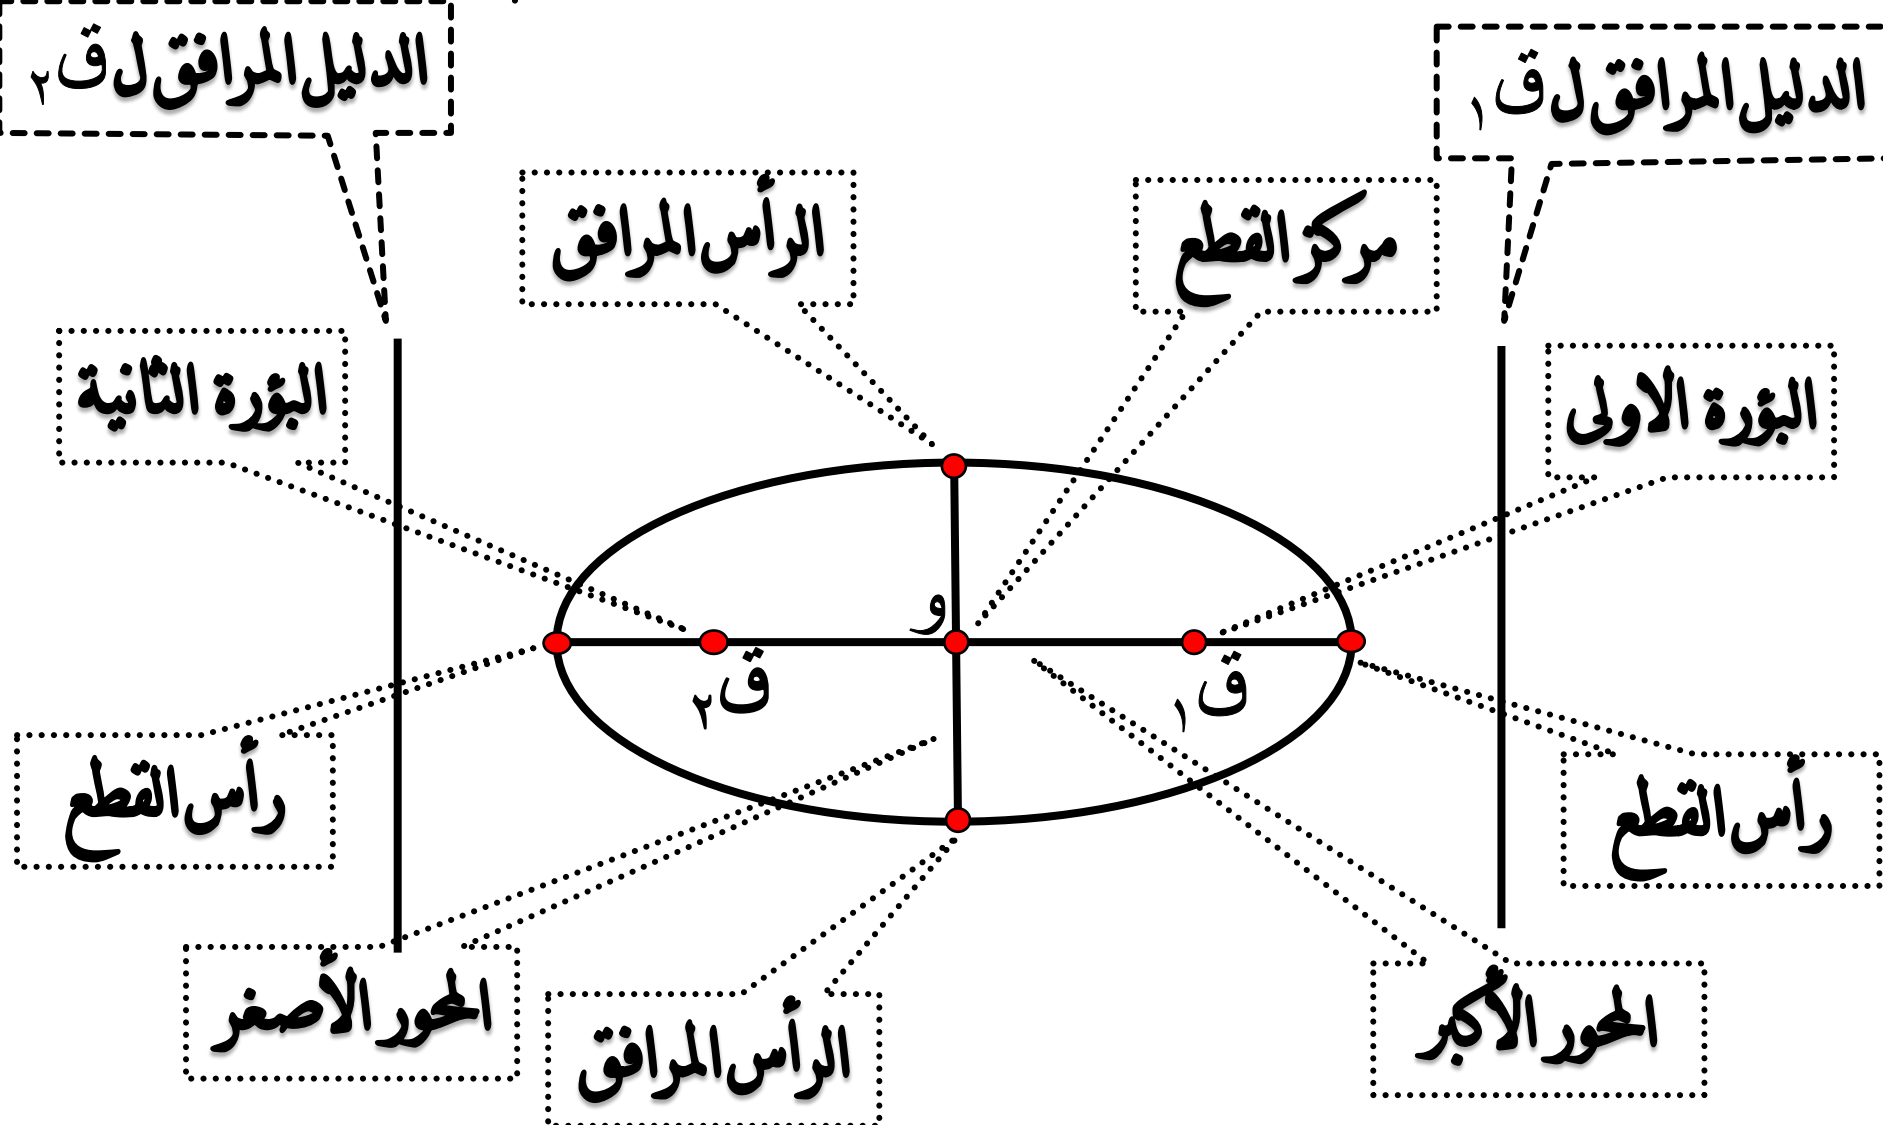 الدليل المرافق ل ق١
الدليل المرافق ل ق٢
مركز القطع
الرأس المرافق
البؤرة الاولى
البؤرة الثانية
و
ق١
ق٢
رأس القطع
رأس القطع
المحور الأكبر
الرأس المرافق
المحور الأصغر